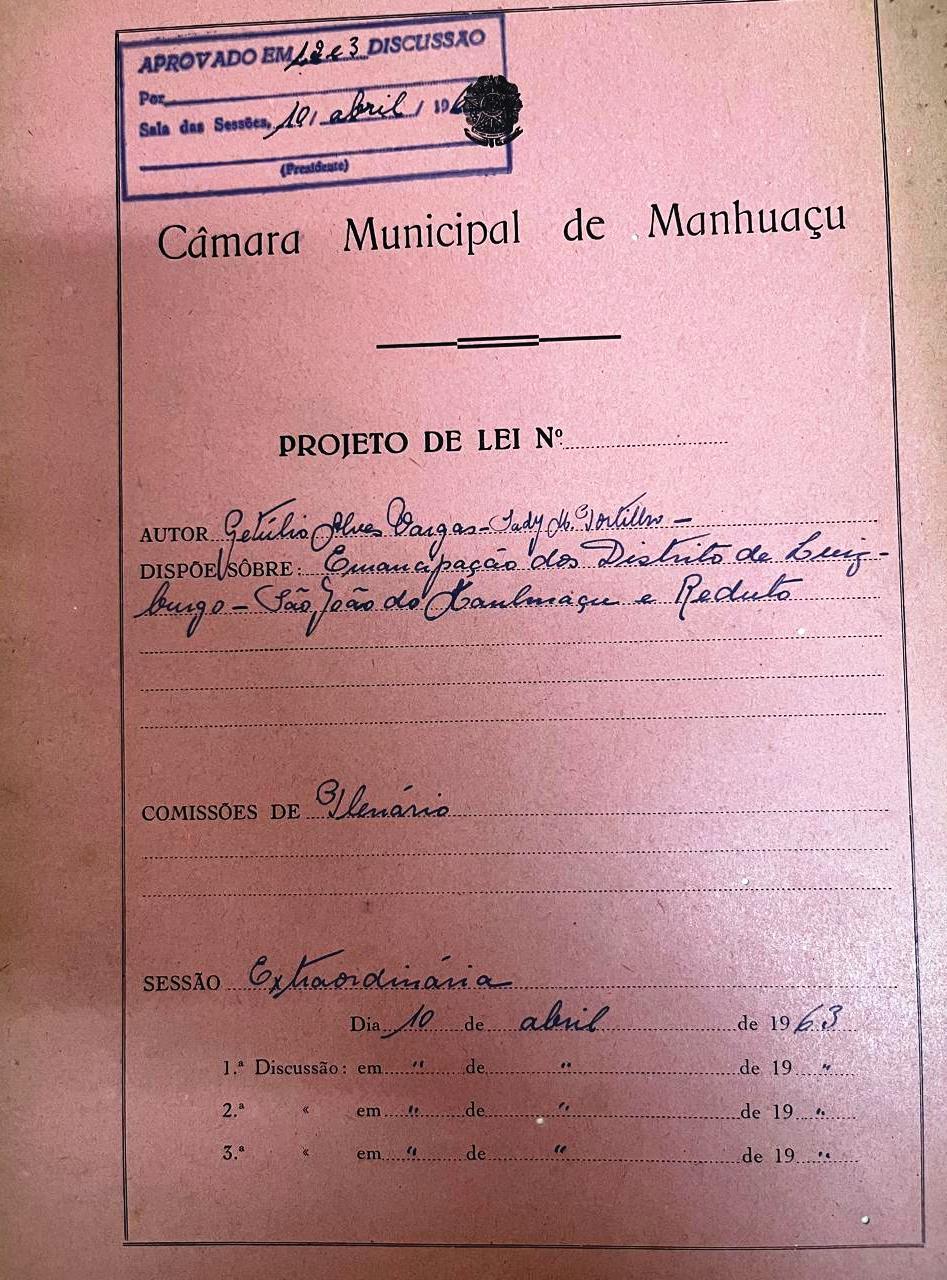 APROVADO EM 1 2 e 3 DISCUSSÃO
Por
Sala das Sessões, 10 / abril / 196
(Presidente)
Câmara Municipal de Manhuaçu
PROJETO DE LEI Nº
AUTOR Getúlio Alves Vargas -
DISPÕE SÔBRE: Emancipação dos Distrito de Luiz-
burgo - São João do Manhuaçu e Reduto
COMISSÕES DE Plenário
SESSÃO Extraordinária
Dia 10 de abril de 1963
1.ª Discussão: em " de " de 19 "
2.ª « em " de " de 19 "
3.ª « em " de " de 19 "